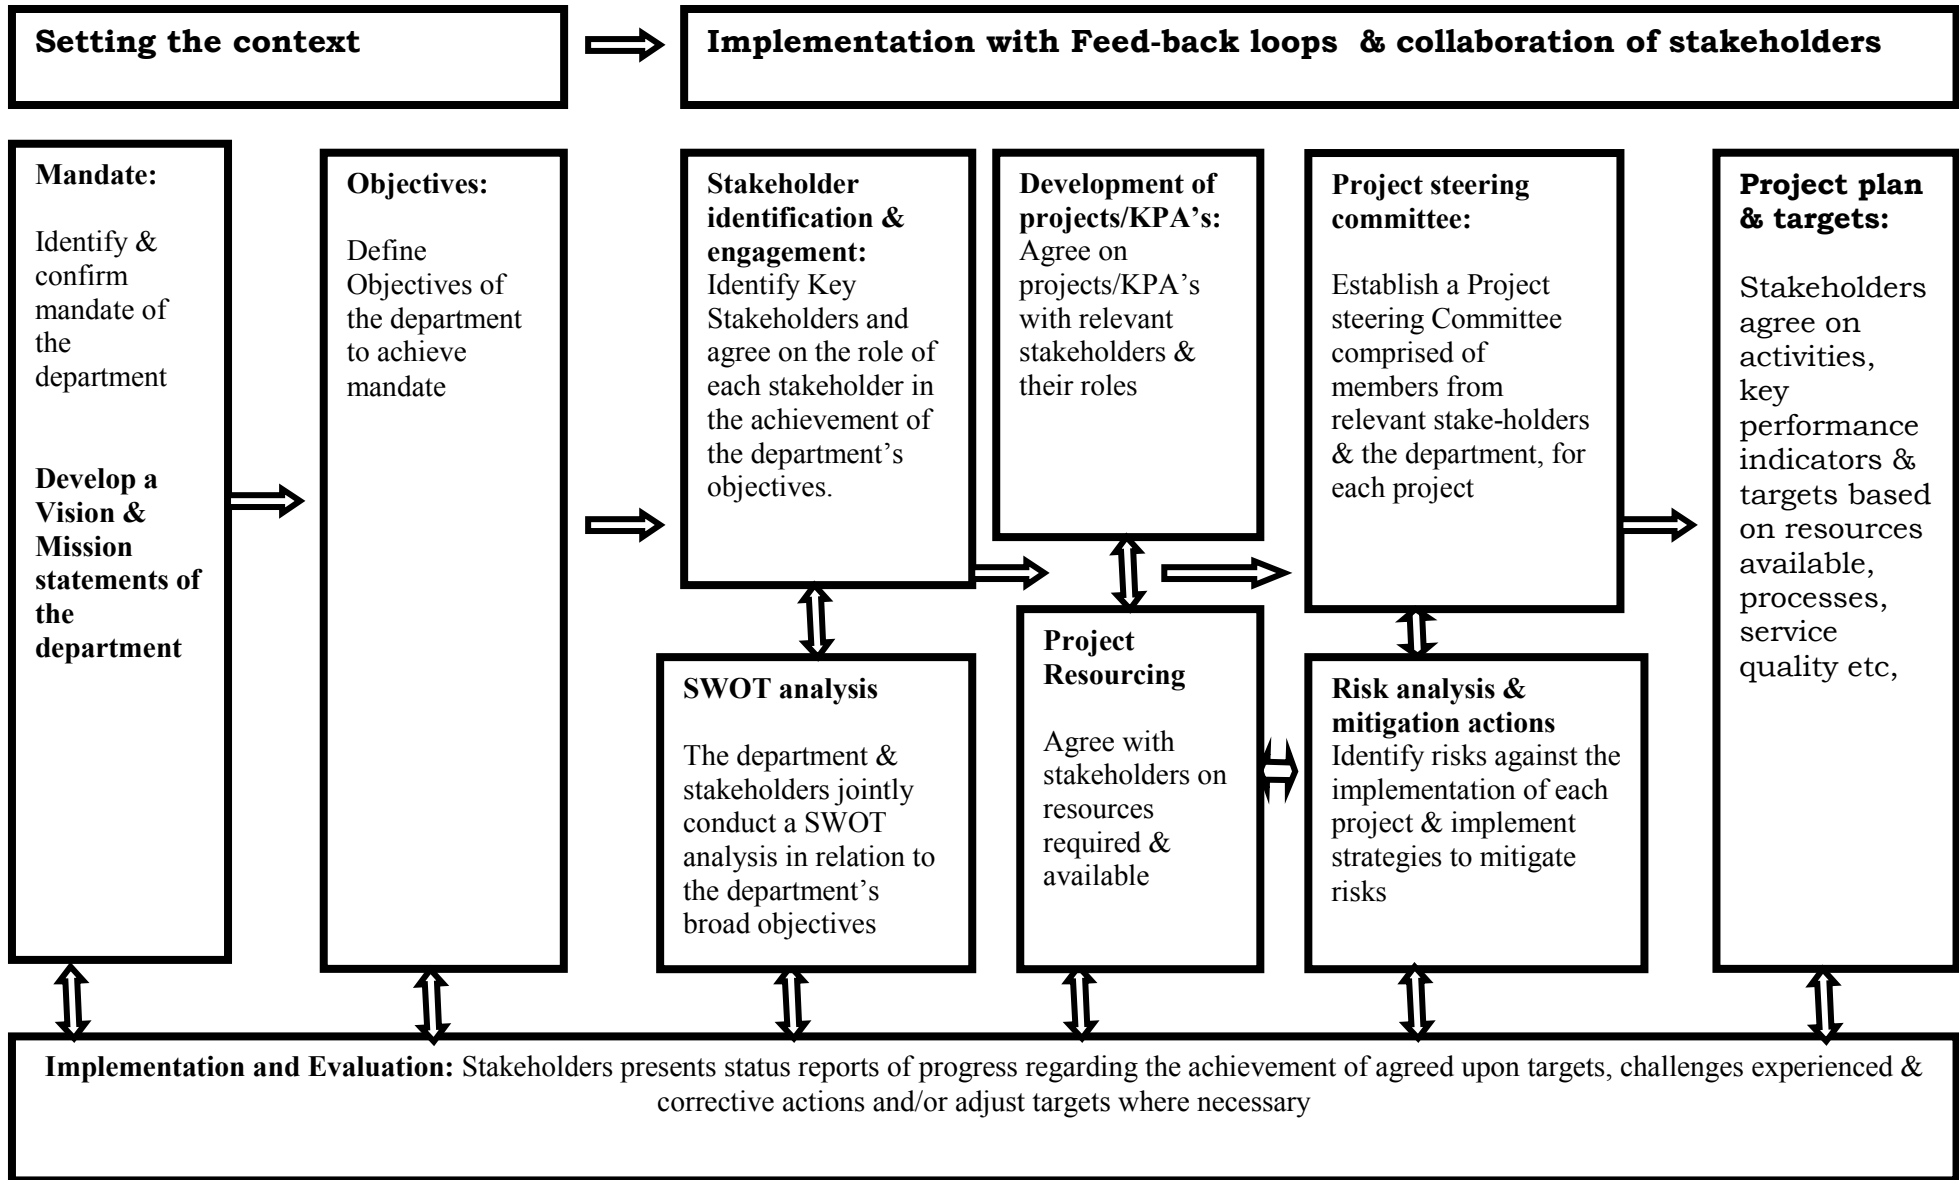 Setting the context
Implementation with Feed-back loops & collaboration of stakeholders
Mandate:
Identify &
confirm
mandate of
the
department
Develop a
Vision &
Mission
statements of
the
department
Objectives:
Define
Objectives of
the department
to achieve
mandate
Stakeholder
identification &
engagement:
Identify Key
Stakeholders and
agree on the role of
each stakeholder in
the achievement of
the department’s
objectives.
SWOT analysis
The department &
stakeholders jointly
conduct a SWOT
analysis in relation to
the department’s
broad objectives
Development of
projects/KPA’s:
Agree on
projects/KPA’s
with relevant
stakeholders &
their roles
Project
Resourcing
Agree with
stakeholders on
resources
required &
available
Project steering
committee:
Establish a Project
steering Committee
comprised of
members from
relevant stake-holders
& the department, for
each project
Risk analysis &
mitigation actions
Identify risks against the
implementation of each
project & implement
strategies to mitigate
risks
Project plan
& targets:
Stakeholders
agree on
activities,
key
performance
indicators &
targets based
on resources
available,
processes,
service
quality etc,
Implementation and Evaluation: Stakeholders presents status reports of progress regarding the achievement of agreed upon targets, challenges experienced &
corrective actions and/or adjust targets where necessary